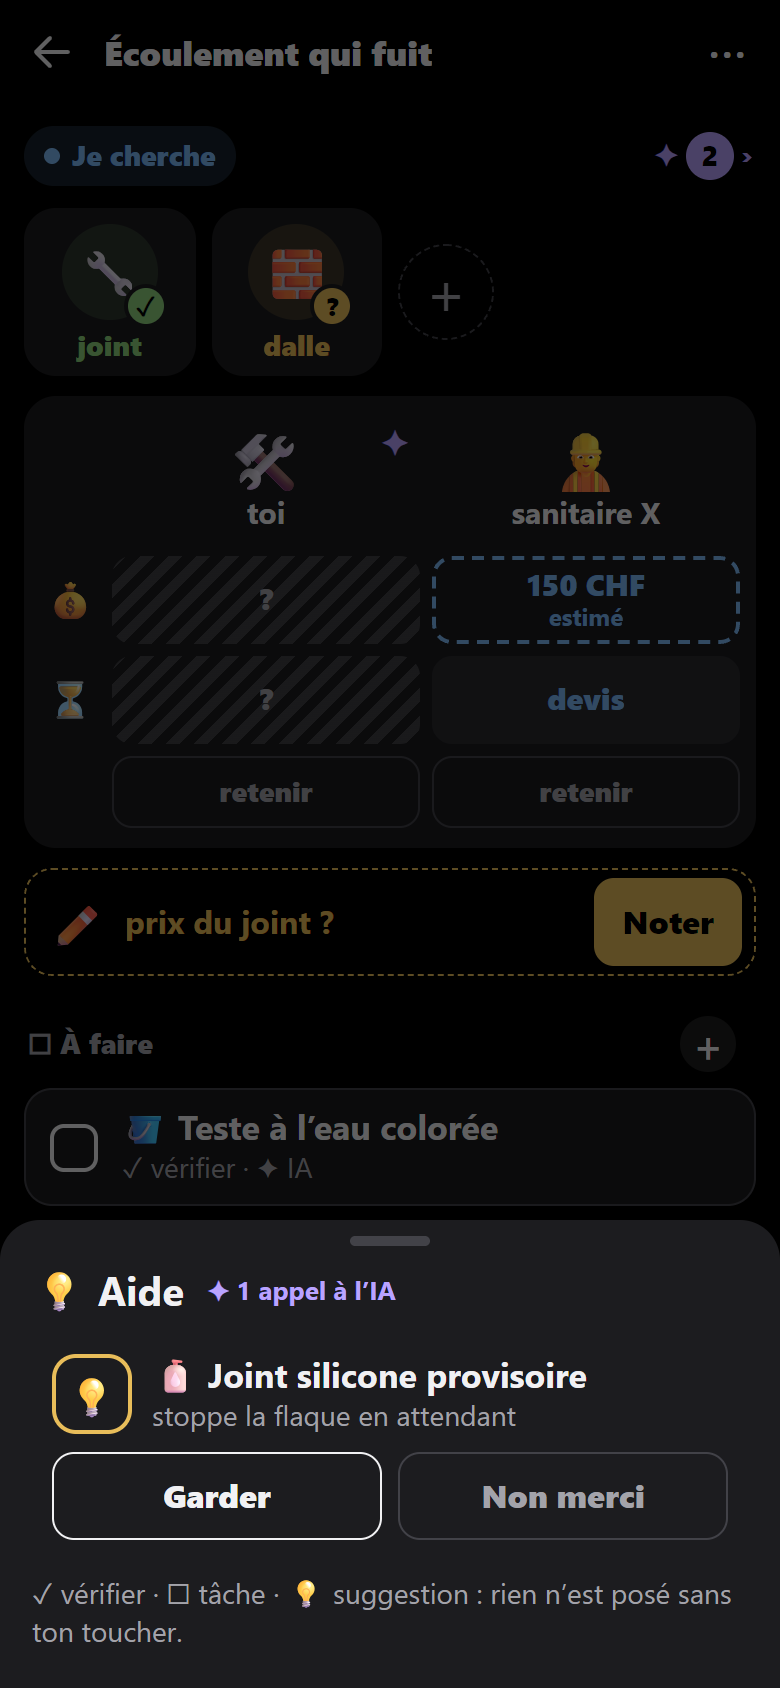 Écoulement qui fuit
Je cherche
2
joint
dalle
?
toi
sanitaire X
?
150 CHF
estimé
?
devis
retenir
retenir
prix du joint ?
Noter
À faire
Teste à l’eau colorée
✓ vérifier · ✦ IA
Aide
✦ 1 appel à l’IA
Joint silicone provisoire
stoppe la flaque en attendant
Garder
Non merci
✓ vérifier · ☐ tâche · 💡 suggestion : rien n’est posé sans
ton toucher.